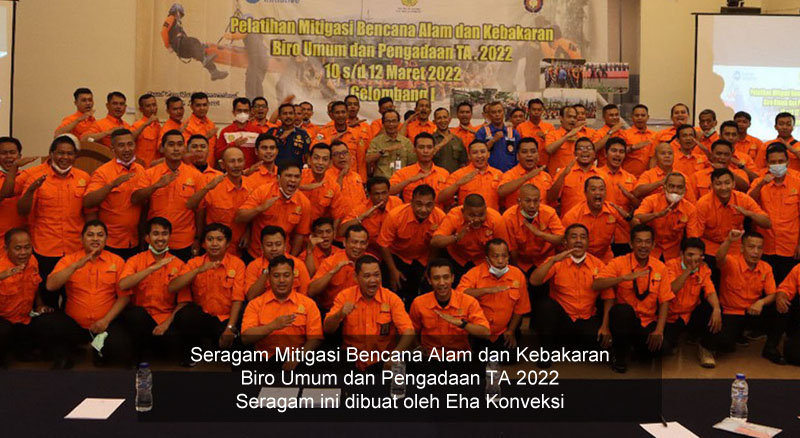 Initiative
Pelatihan Mitigasi Bencana Alam dan Kebakaran
Biro Umum dan Pengadaan TA. 2022
10 s/d 12 Maret 2022
Gelombang I
Seragam Mitigasi Bencana Alam dan Kebakaran
Biro Umum dan Pengadaan TA 2022
Seragam ini dibuat oleh Eha Konveksi